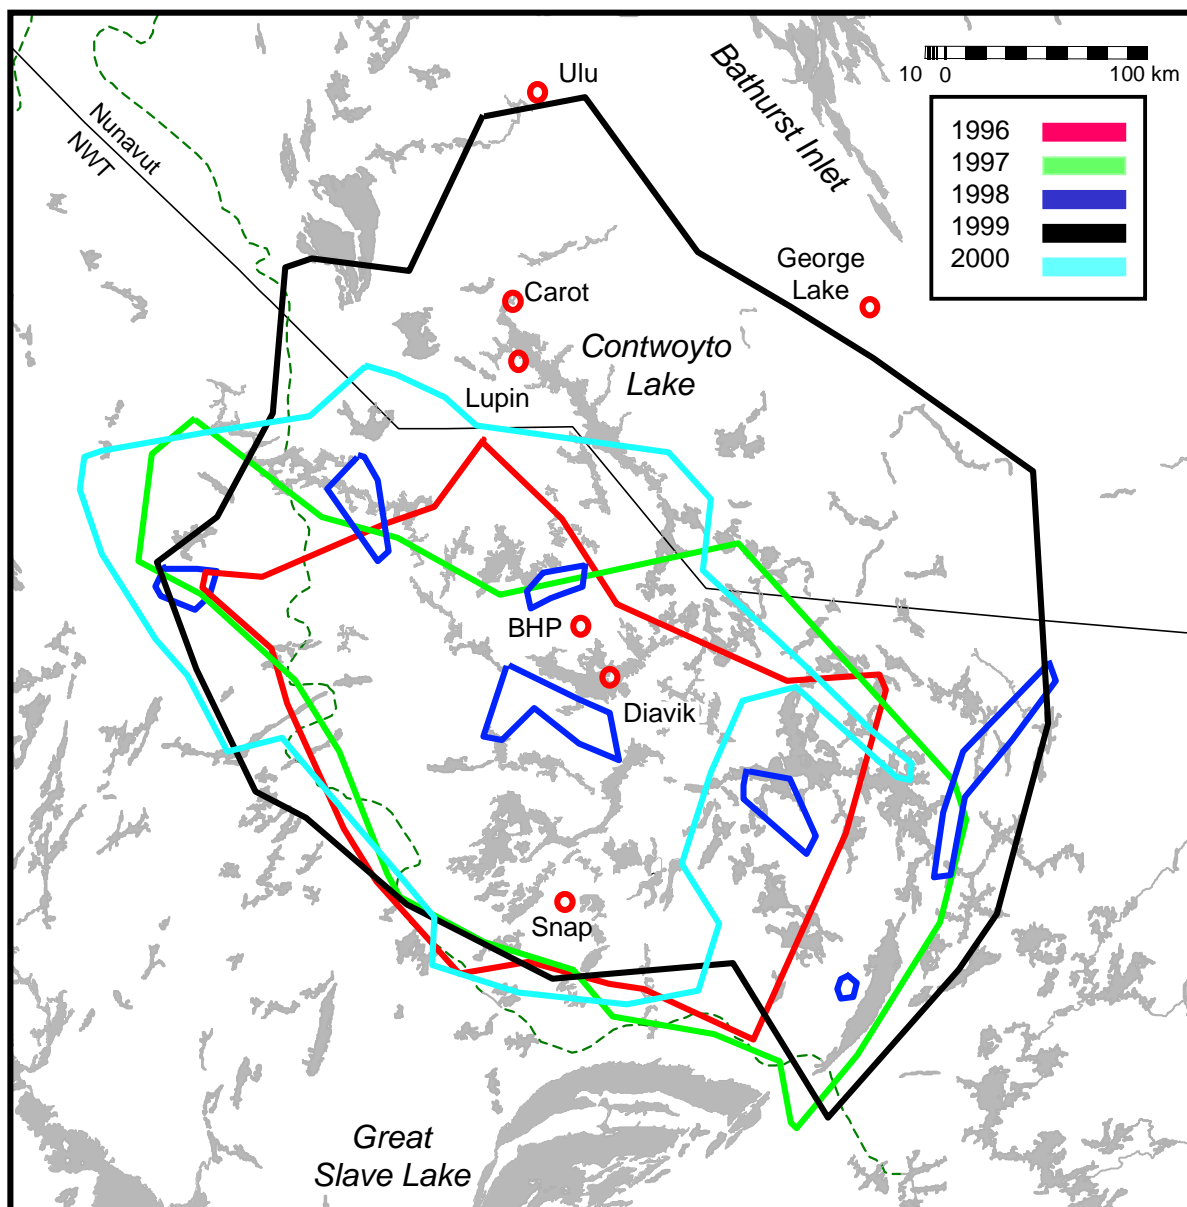 Ulu
Bathurst Inlet
10 0 100 km
Nunavut
NWT
1996
1997
1998
1999
2000
George
Lake
Carot
Contwoyto
Lake
Lupin
BHP
Diavik
Snap
Great
Slave Lake